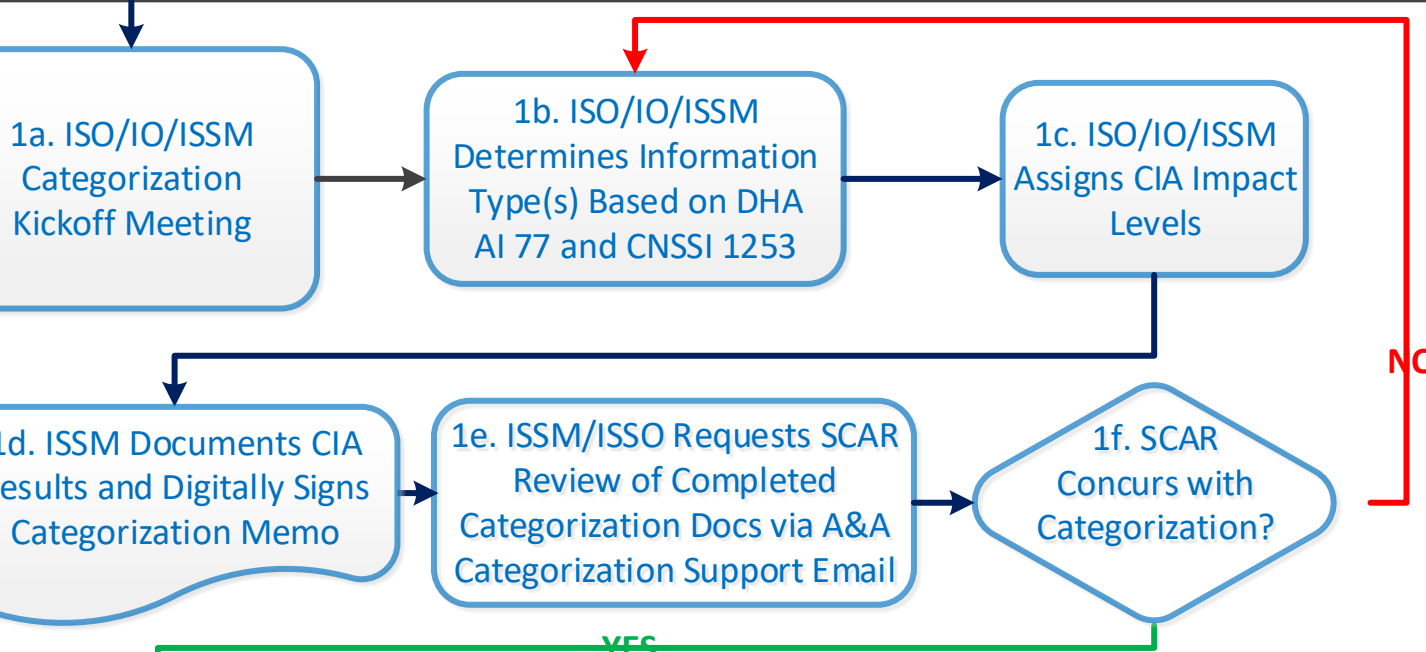 1a. ISO/IO/ISSM
Categorization
Kickoff Meeting
1b. ISO/IO/ISSM
Determines Information
Type(s) Based on DHA
AI 77 and CNSSI 1253
1c. ISO/IO/ISSM
Assigns CIA Impact
Levels
NO
1d. ISSM Documents CIA
esults and Digitally Signs
Categorization Memo
1e. ISSM/ISSO Requests SCAR
Review of Completed
Categorization Docs via A&A
Categorization Support Email
1f. SCAR
Concurs with
Categorization?
YES